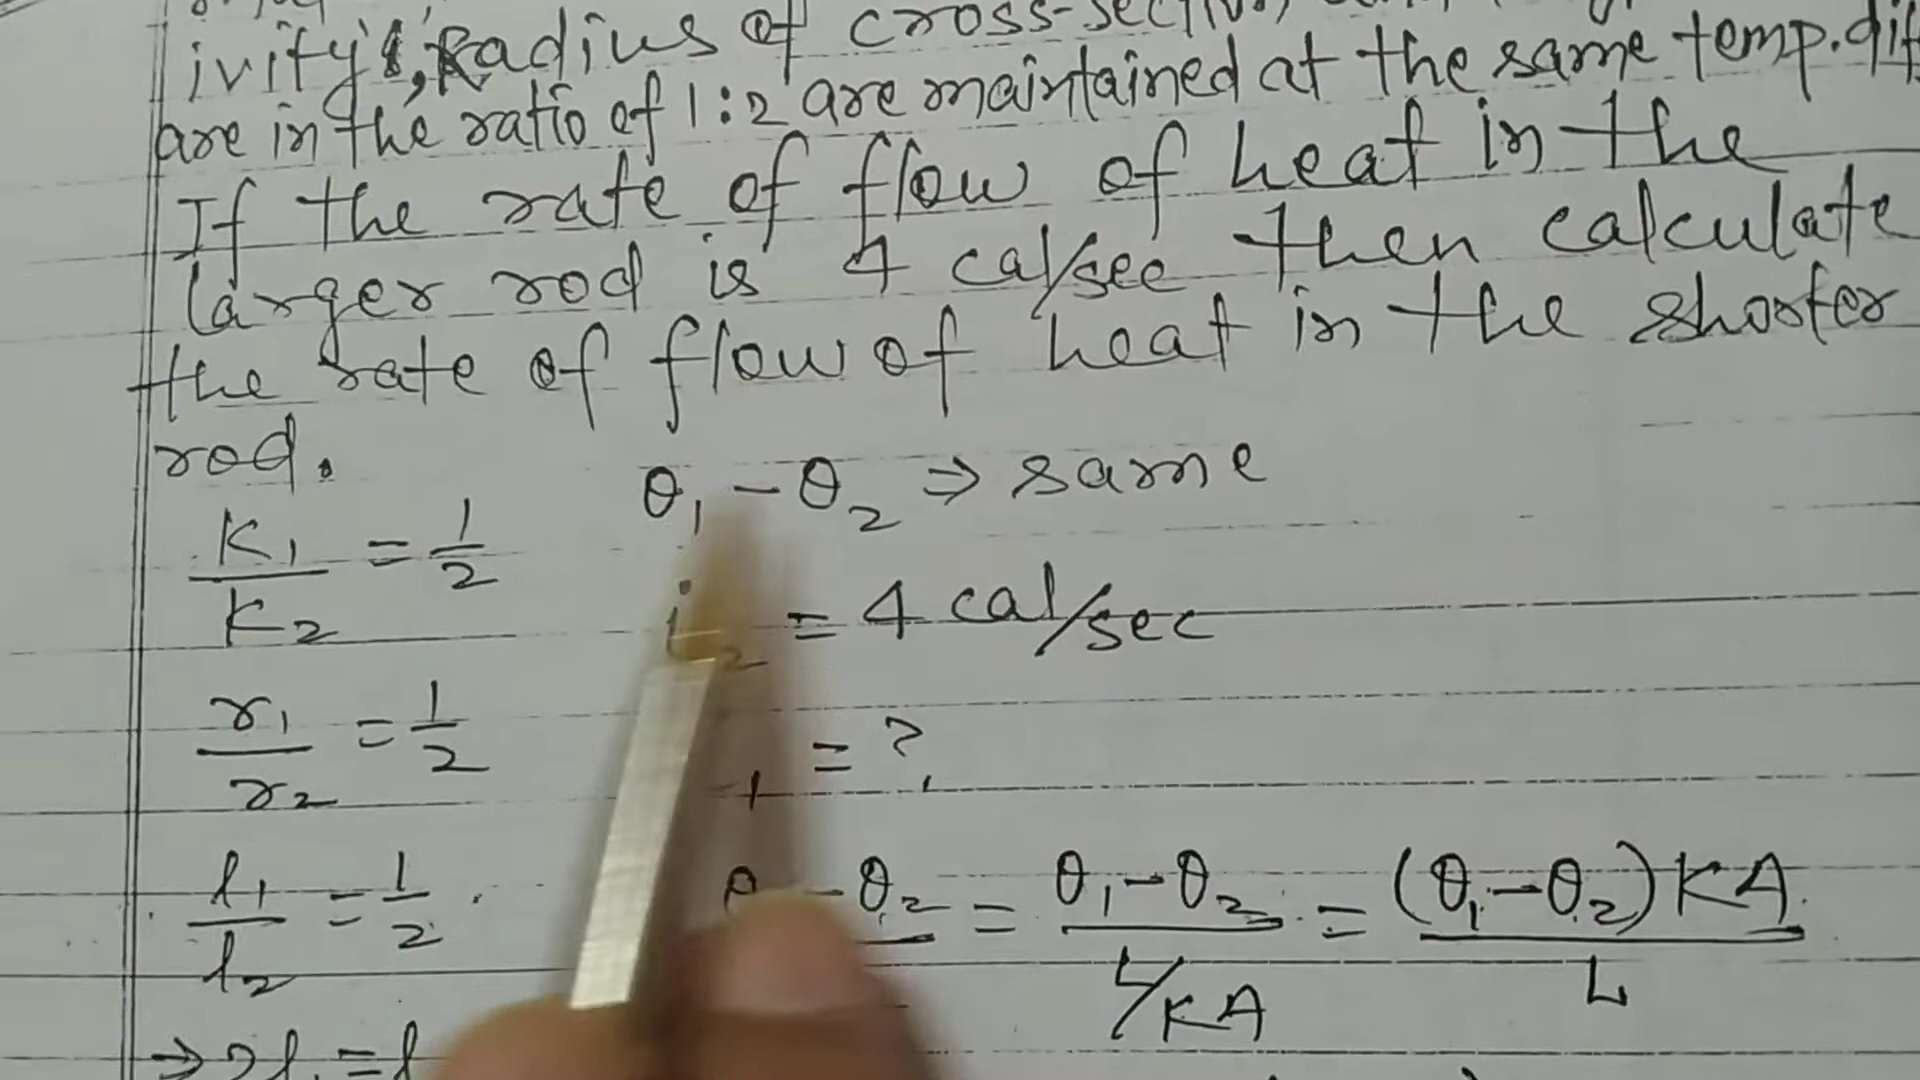 ivity's, Radius of cross-section
are in the ratio of 1:2 are maintained at the same temp. dif
If the rate of flow of heat in the
larger rod is 4 cal/sec then calculate
the rate of flow of heat in the shorter
rod.
θ₁-θ₂ ⇒ same
K₁/K₂ = 1/2
i₂ = 4 cal/sec
r₁/r₂ = 1/2
₁ = ?
l₁/l₂ = 1/2
-θ₂ = θ₁-θ₂/L/KA = (θ₁-θ₂)KA/L
⇒ 2l₁ = l